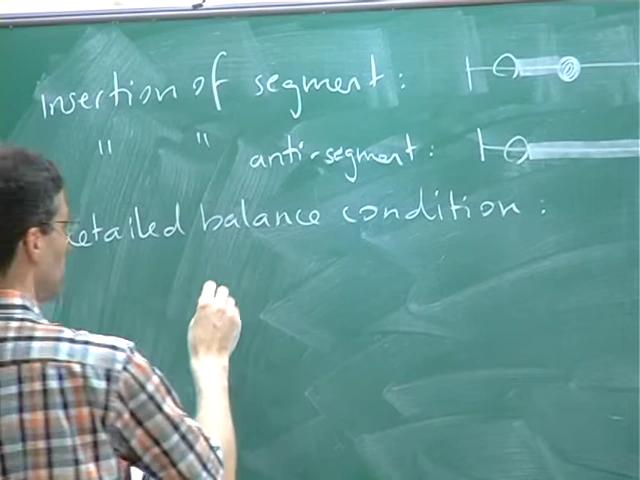 Insertion of segment :
" " anti-segment :
etailed balance condition :